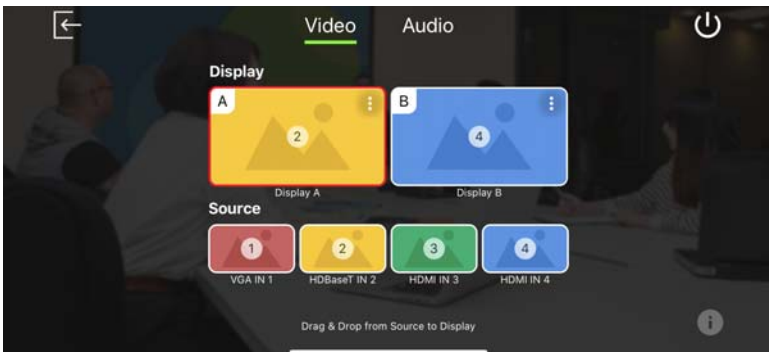 Video Audio
Display
A B
2 4
Display A Display B
Source
1 2 3 4
VGA IN 1 HDBaseT IN 2 HDMI IN 3 HDMI IN 4
Drag & Drop from Source to Display
i